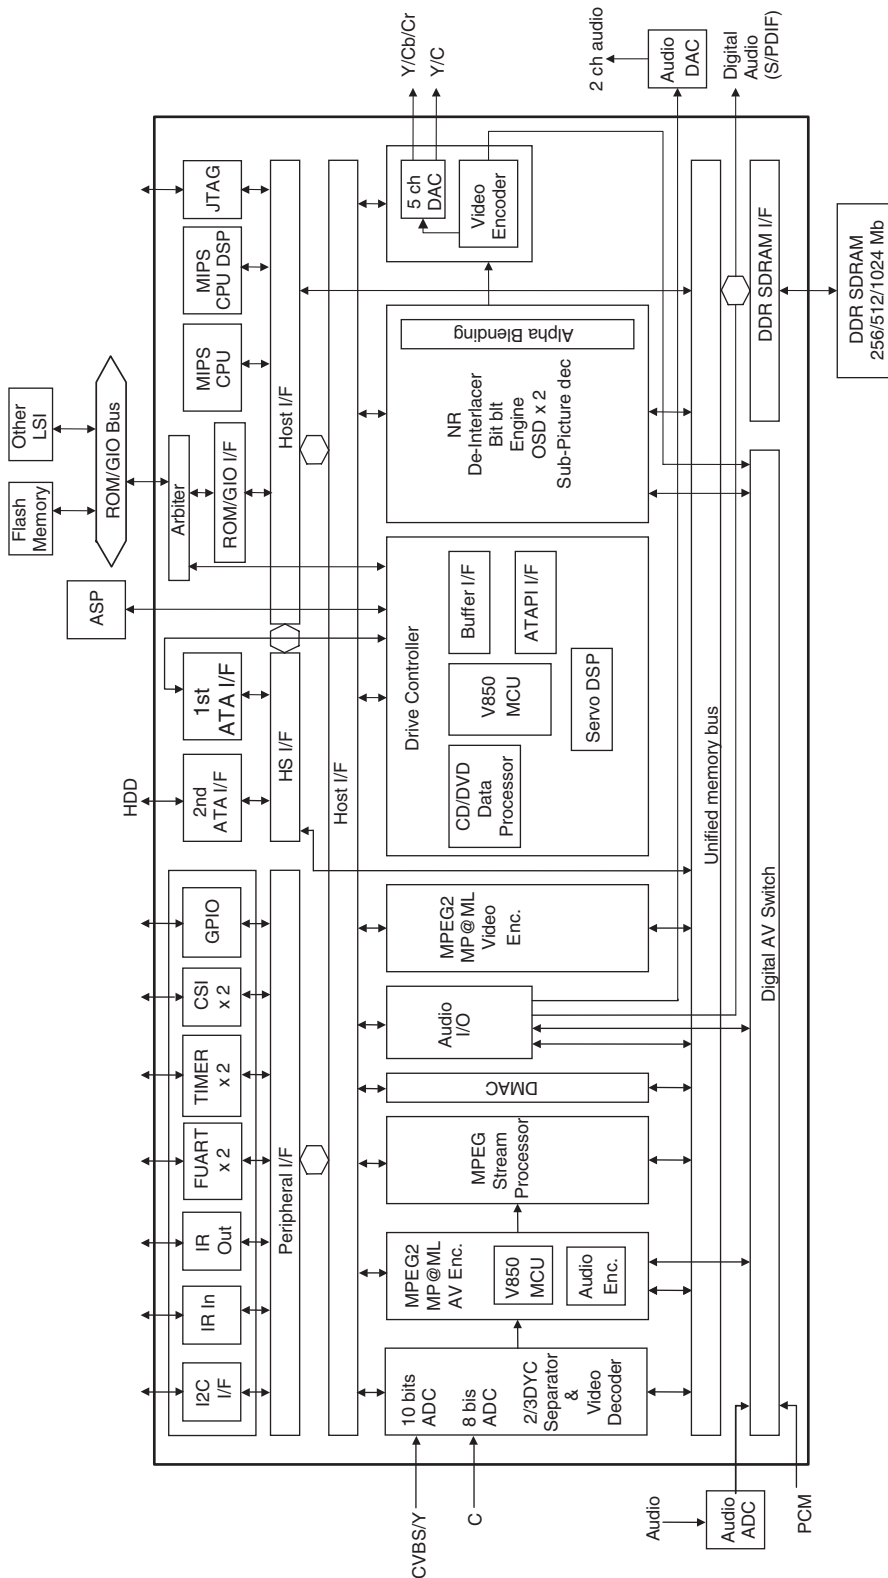 Flash
Memory
Other
LSI
ROM/GIO Bus
HDD
ASP
I2C
I/F
IR In
IR
Out
FUART
x 2
TIMER
x 2
CSI
x 2
GPIO
2nd
ATA I/F
1st
ATA I/F
Arbiter
ROM/GIO I/F
MIPS
CPU
MIPS
CPU DSP
JTAG
Peripheral I/F
HS I/F
Host I/F
Host I/F
CVBS/Y
C
10 bits
ADC
8 bis
ADC
2/3DYC
Separator
&
Video
Decoder
MPEG2
MP@ML
AV Enc.
V850
MCU
Audio
Enc.
MPEG
Stream
Processor
DMAC
Audio
I/O
MPEG2
MP@ML
Video
Enc.
Drive Controller
CD/DVD
Data
Processor
V850
MCU
Buffer I/F
ATAPI I/F
Servo DSP
NR
De-Interlacer
Bit blt
Engine
OSD x 2
Sub-Picture dec
Alpha Blending
5 ch
DAC
Video
Encoder
Y/Cb/Cr
Y/C
2 ch audio
Audio
DAC
Digital
Audio
(S/PDIF)
Unified memory bus
Digital AV Switch
DDR SDRAM I/F
Audio
Audio
ADC
PCM
DDR SDRAM
256/512/1024 Mb